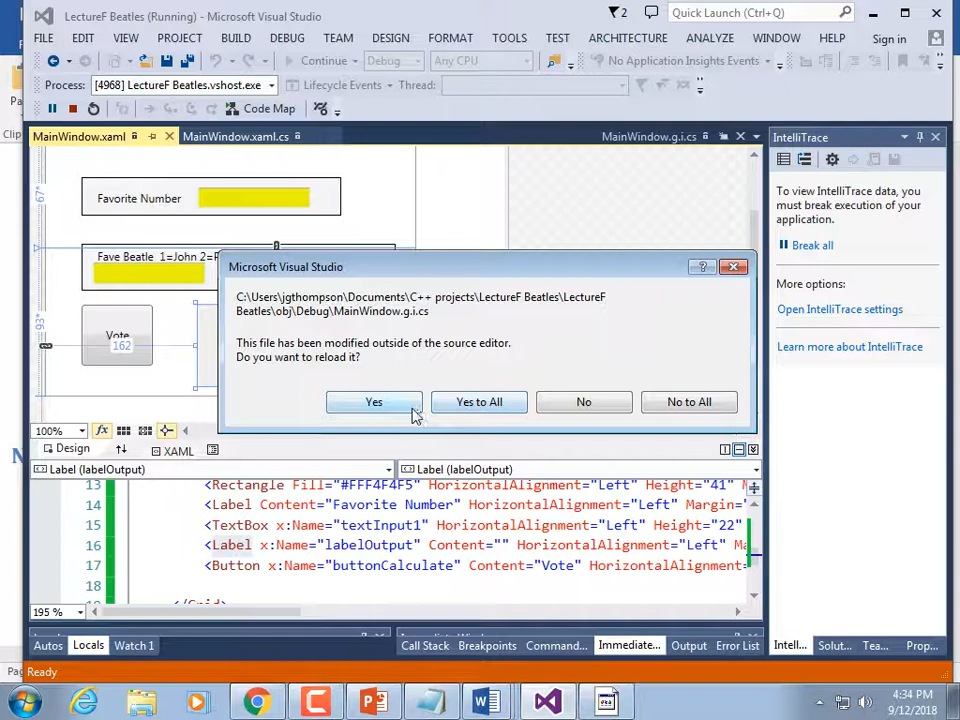 LectureF Beatles (Running) - Microsoft Visual Studio
2
Quick Launch (Ctrl+Q)
FILE EDIT VIEW PROJECT BUILD DEBUG TEAM DESIGN FORMAT TOOLS TEST ARCHITECTURE ANALYZE WINDOW HELP Sign in
Continue Debug Any CPU No Application Insights Events
Process: [4968] LectureF Beatles.vshost.exe Lifecycle Events Thread:
Code Map
MainWindow.xaml MainWindow.xaml.cs MainWindow.g.i.cs IntelliTrace
To view IntelliTrace data, you
must break execution of your
application.
Break all
More options:
Open IntelliTrace settings
Learn more about IntelliTrace
67*
Favorite Number
Fave Beatle 1=John 2=P
93*
Vote
162
Microsoft Visual Studio
C:\Users\jgthompson\Documents\C++ projects\LectureF Beatles\LectureF
Beatles\obj\Debug\MainWindow.g.i.cs
This file has been modified outside of the source editor.
Do you want to reload it?
Yes Yes to All No No to All
100% fx
Design XAML
Label (labelOutput) Label (labelOutput)
13 <Rectangle Fill="#FFF4F4F5" HorizontalAlignment="Left" Height="41"
14 <Label Content="Favorite Number" HorizontalAlignment="Left" Margin="
15 <TextBox x:Name="textInput1" HorizontalAlignment="Left" Height="22"
16 <Label x:Name="labelOutput" Content="" HorizontalAlignment="Left" Ma
17 <Button x:Name="buttonCalculate" Content="Vote" HorizontalAlignment=
18
</Grid>
195 %
Autos Locals Watch 1 Call Stack Breakpoints Command... Immediate... Output Error List Intell... Solut... Tea... Prop...
Ready
4:34 PM
9/12/2018